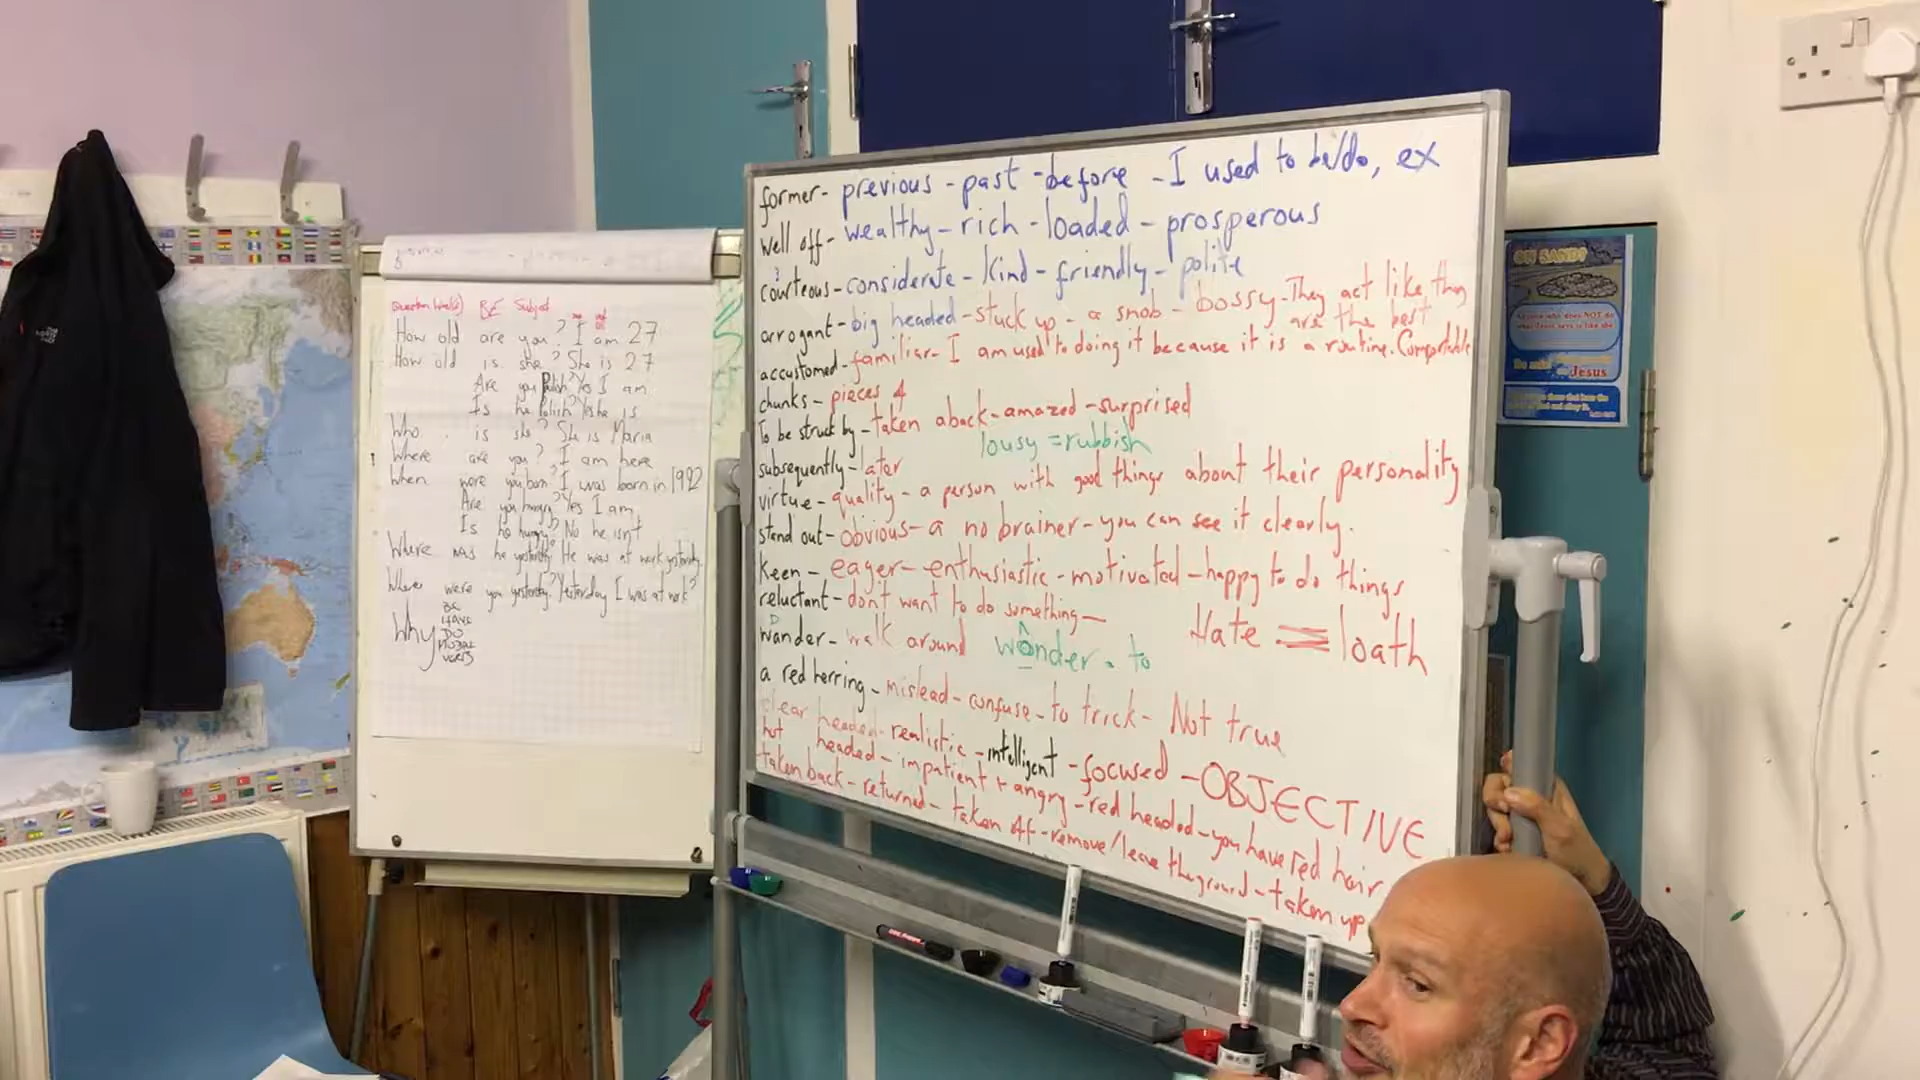 Question Word(s) BE Subject
How old are you? I am 27
How old is she? She is 27
Are you Polish? Yes I am
Is he Polish? Yes he is
Who is she? She is Maria
Where are you? I am here
When were you born? I was born in 1982
Are you hungry? Yes I am
Is he hungry? No he isn't
Where was he yesterday? He was at work yesterday.
Where were you yesterday? Yesterday I was at work
Why
BE
HAVE
DO
MODAL
VERB
former - previous - past - before - I used to be/do, ex
well off - wealthy - rich - loaded - prosperous
courteous - considerate - kind - friendly - polite
arrogant - big headed - stuck up - a snob - bossy - They act like they are the best
accustomed - familiar - I am used to doing it because it is a routine. Comfortable
chunks - pieces of
To be struck by - taken aback - amazed - surprised
lousy = rubbish
subsequently - later
virtue - quality - a person with good things about their personality
stand out - obvious - a no brainer - you can see it clearly.
keen - eager - enthusiastic - motivated - happy to do things
reluctant - don't want to do something -
Hate = loath
wander - walk around wonder - to
a red herring - mislead - confuse - to trick - Not true
clear headed - realistic - intelligent - focused - OBJECTIVE
hot headed - impatient + angry - red headed - you have red hair
taken back - returned - taken off - remove/leave the ground - taken up
ON SAND?
Jesus